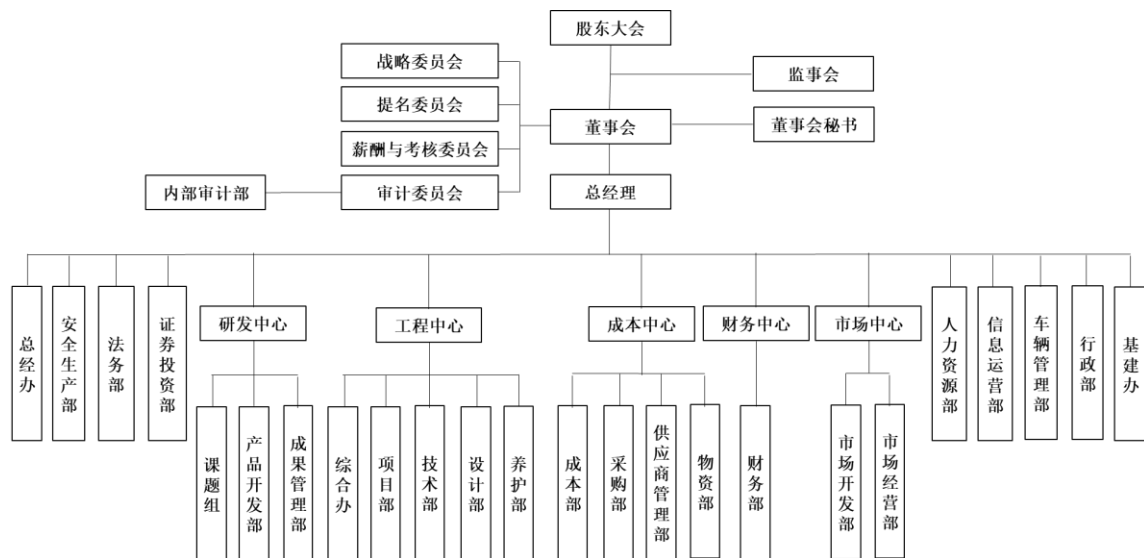 股东大会
战略委员会
监事会
提名委员会
董事会
董事会秘书
薪酬与考核委员会
内部审计部
审计委员会
总经理
总经办
安全生产部
法务部
证券投资部
研发中心
工程中心
成本中心
财务中心
市场中心
人力资源部
信息运营部
车辆管理部
行政部
基建办
课题组
产品开发部
成果管理部
综合办
项目部
技术部
设计部
养护部
成本部
采购部
供应商管理部
物资部
财务部
市场开发部
市场经营部